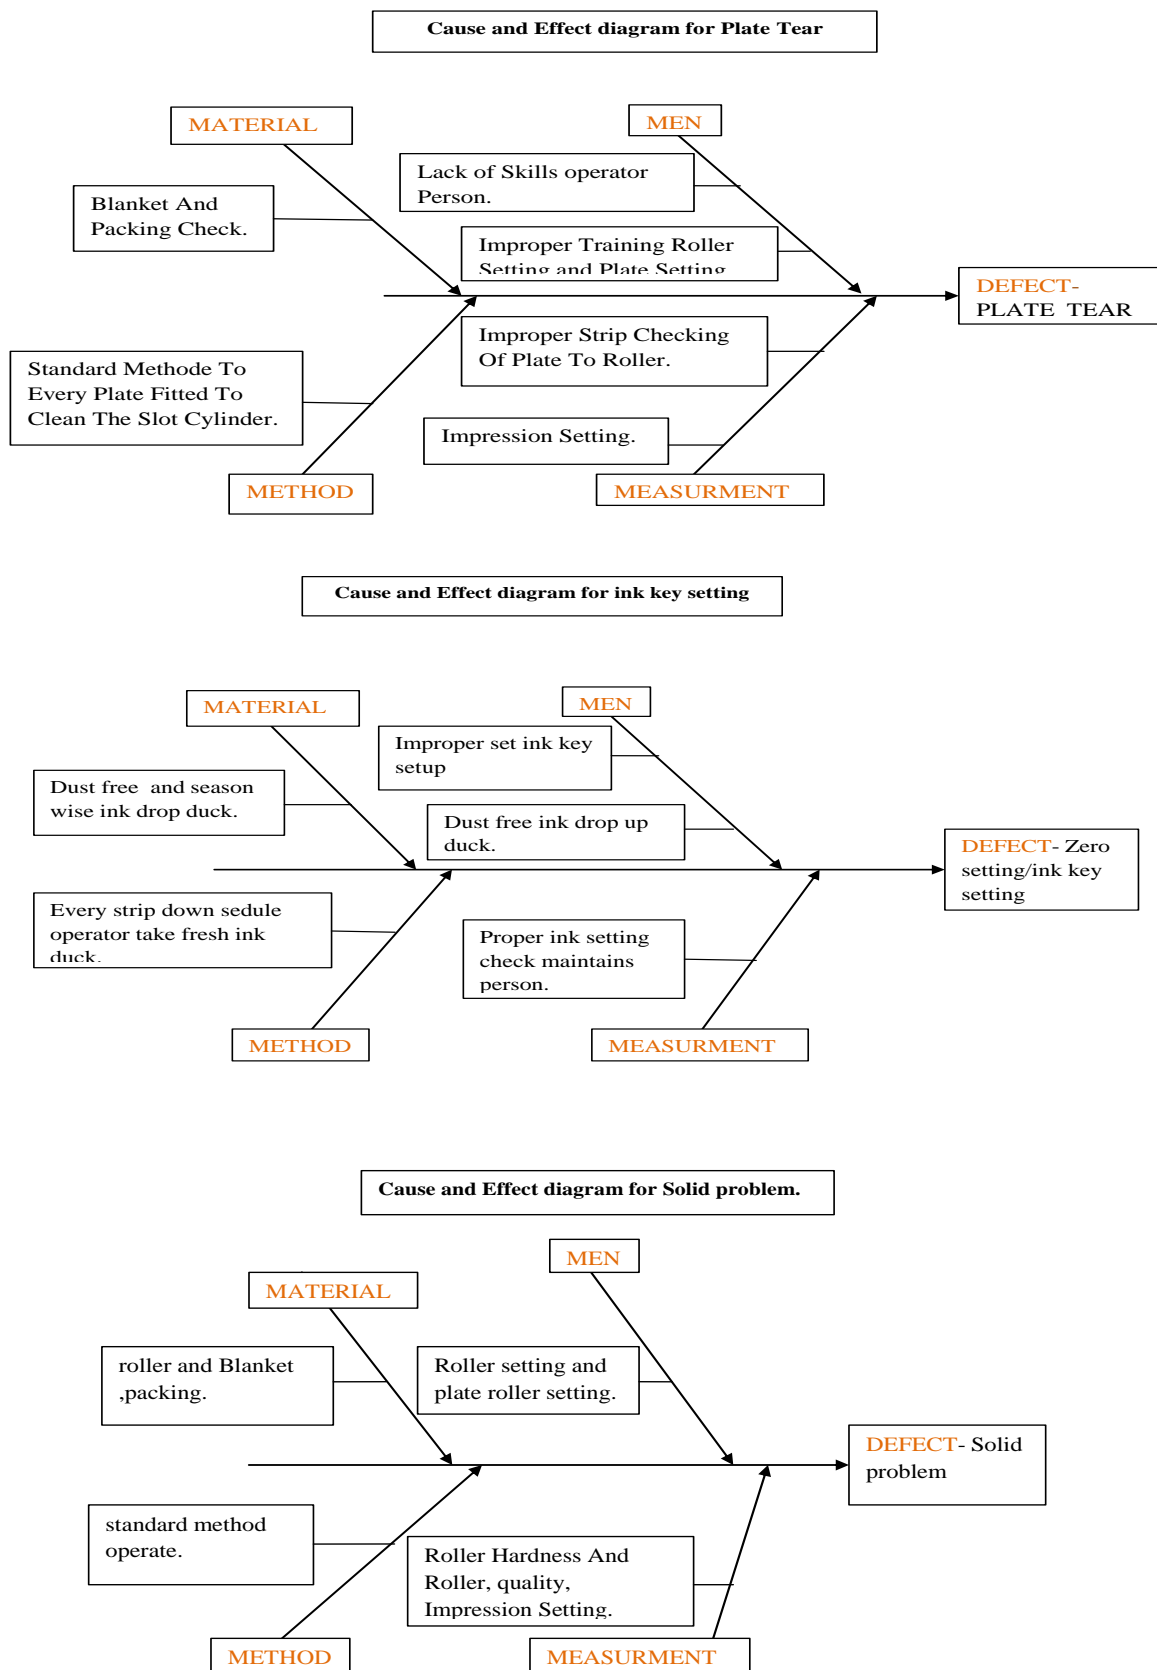 Cause and Effect diagram for Plate Tear
MATERIAL
MEN
Lack of Skills operator
Person.
Blanket And
Packing Check.
Improper Training Roller
Setting and Plate Setting
DEFECT-
PLATE TEAR
Improper Strip Checking
Of Plate To Roller.
Standard Methode To
Every Plate Fitted To
Clean The Slot Cylinder.
Impression Setting.
METHOD
MEASURMENT
Cause and Effect diagram for ink key setting
MATERIAL
MEN
Improper set ink key
setup
Dust free and season
wise ink drop duck.
Dust free ink drop up
duck.
DEFECT- Zero
setting/ink key
setting
Every strip down sedule
operator take fresh ink
duck.
Proper ink setting
check maintains
person.
METHOD
MEASURMENT
Cause and Effect diagram for Solid problem.
MEN
MATERIAL
roller and Blanket
,packing.
Roller setting and
plate roller setting.
DEFECT- Solid
problem
standard method
operate.
Roller Hardness And
Roller, quality,
Impression Setting.
METHOD
MEASURMENT